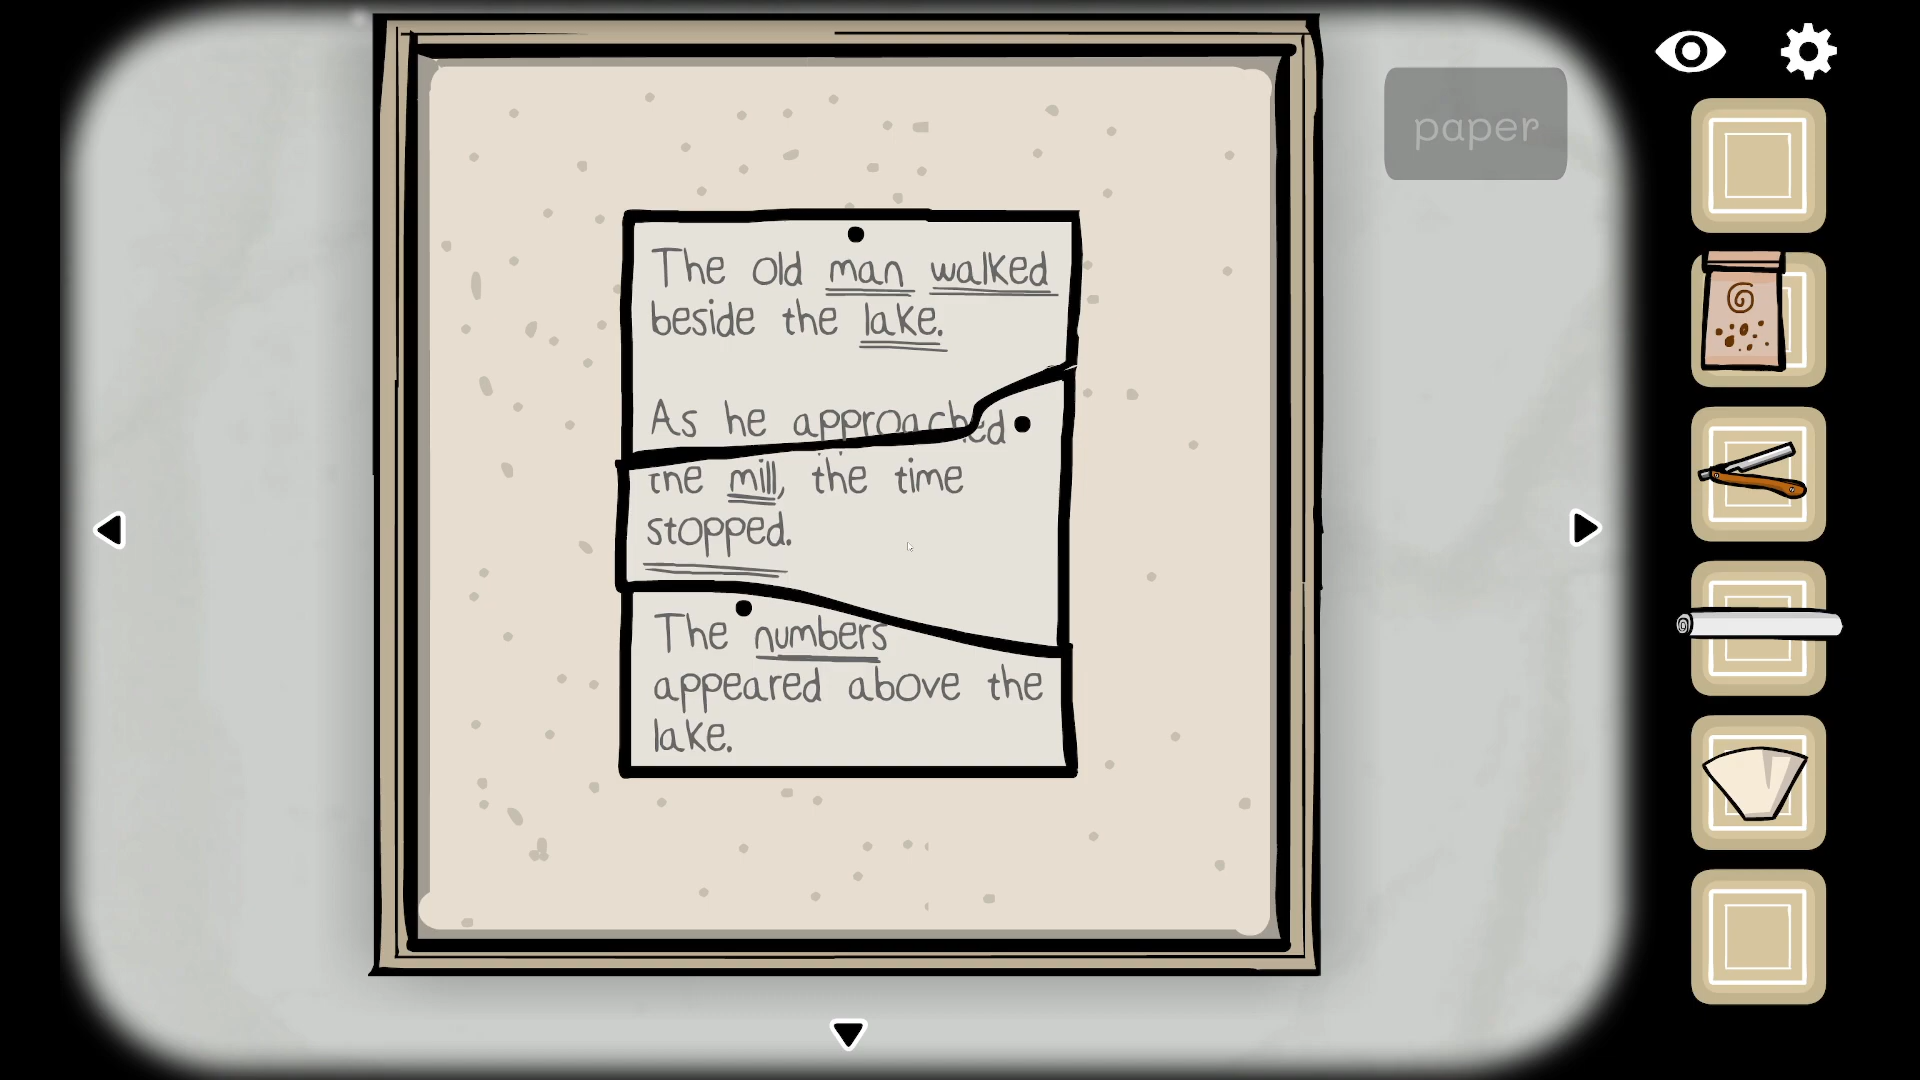 paper
The old man walked
beside the lake.
As he approached
the mill, the time
stopped.
The numbers
appeared above the
lake.